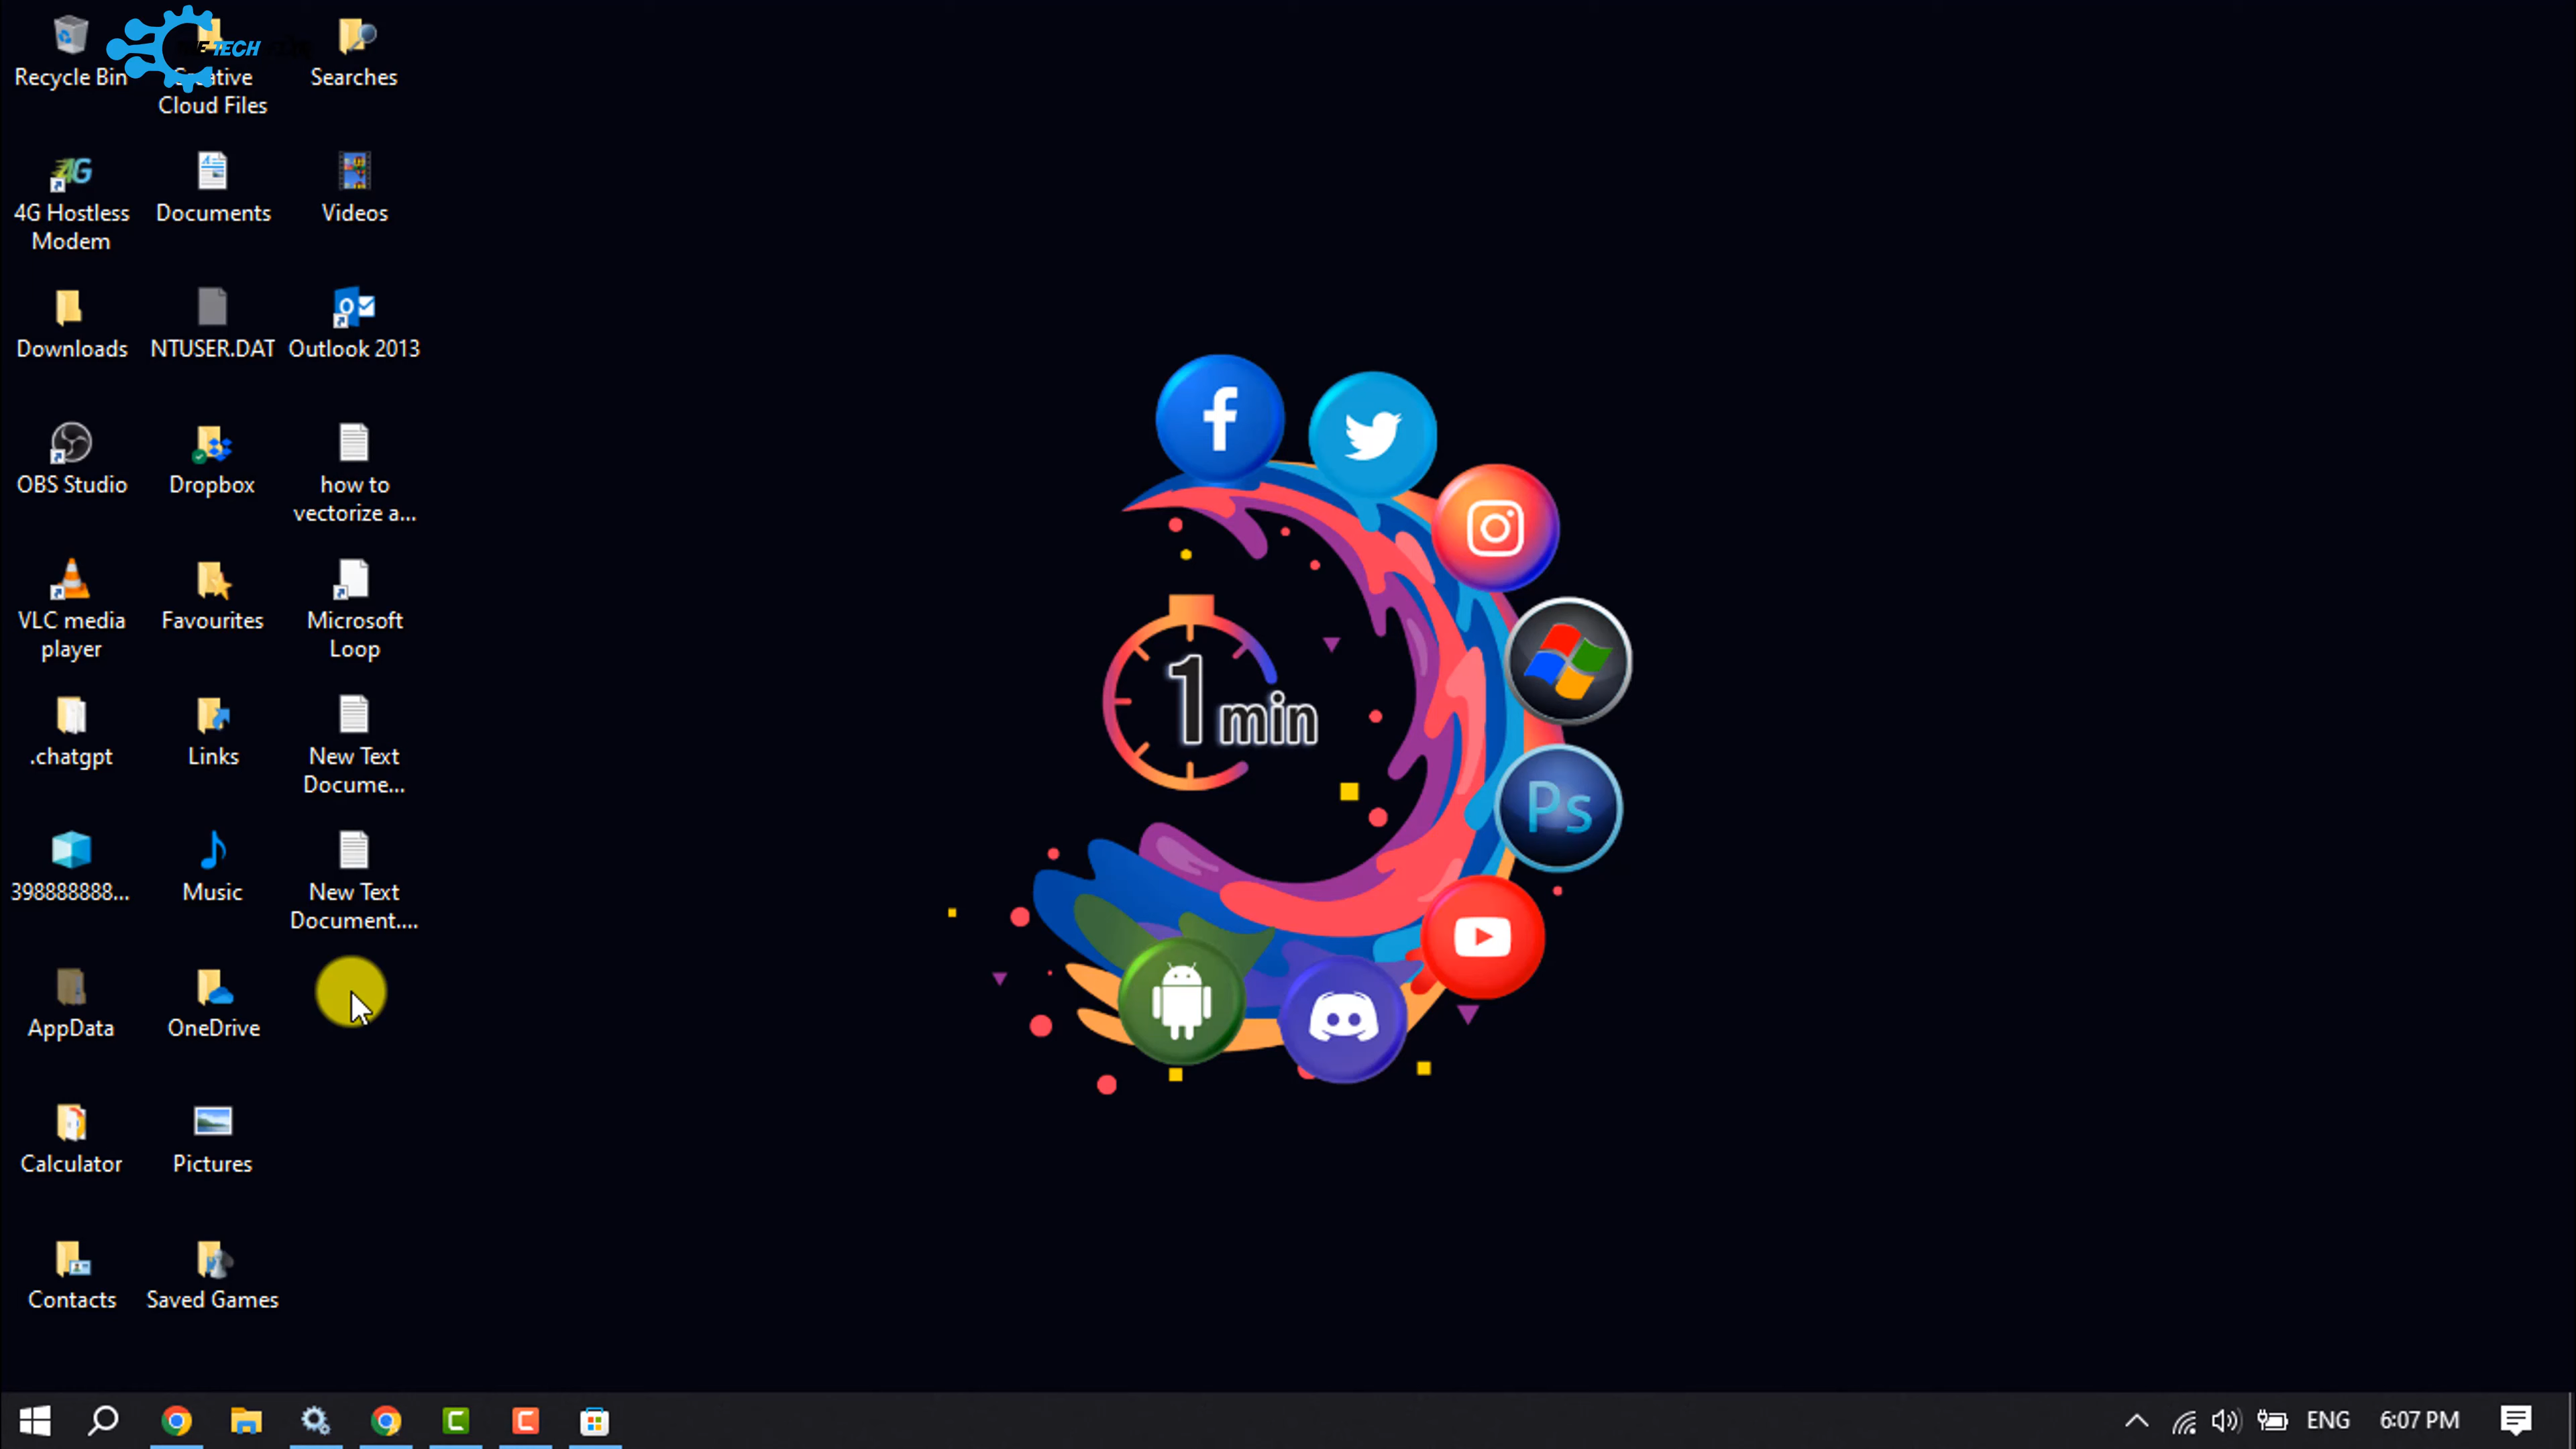 Recycle Bin
TECH
Creative
Cloud Files
Searches
4G
4G Hostless
Modem
Documents
Videos
Downloads
NTUSER.DAT
Outlook 2013
OBS Studio
Dropbox
how to
vectorize a...
VLC media
player
Favourites
Microsoft
Loop
.chatgpt
Links
New Text
Docume...
398888888...
Music
New Text
Document....
AppData
OneDrive
Calculator
Pictures
Contacts
Saved Games
1 min
Ps
ENG
6:07 PM